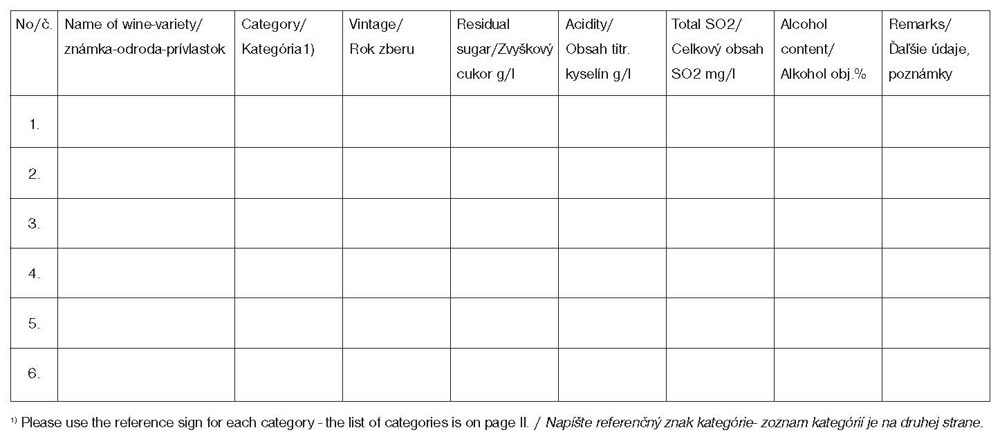 No/č.
Name of wine-variety/
známka-odroda-prívlastok
Category/
Kategória1)
Vintage/
Rok zberu
Residual
sugar/Zvyškový
cukor g/l
Acidity/
Obsah titr.
kyselín g/l
Total SO2/
Celkový obsah
SO2 mg/l
Alcohol
content/
Alkohol obj.%
Remarks/
Ďaľšie údaje,
poznámky
1.
2.
3.
4.
5.
6.
1) Please use the reference sign for each category - the list of categories is on page II. / Napíšte referenčný znak kategórie- zoznam kategórií je na druhej strane.